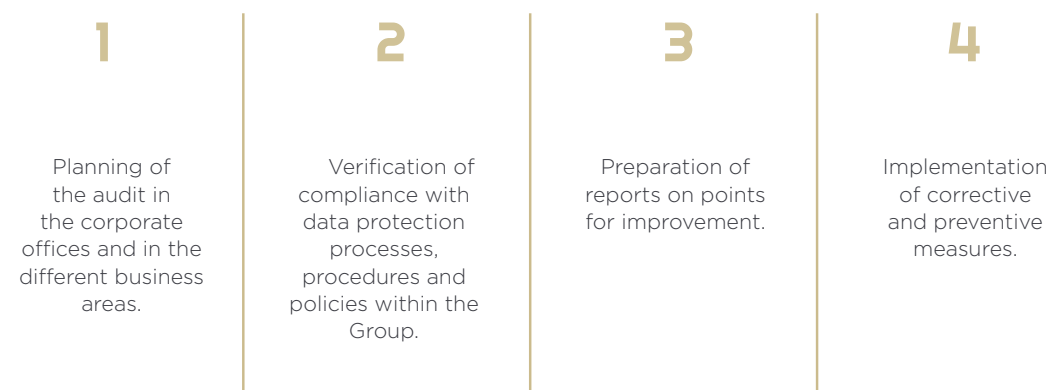 1
Planning of
the audit in
the corporate
offices and in the
different business
areas.
2
Verification of
compliance with
data protection
processes,
procedures and
policies within the
Group.
3
Preparation of
reports on points
for improvement.
4
Implementation
of corrective
and preventive
measures.